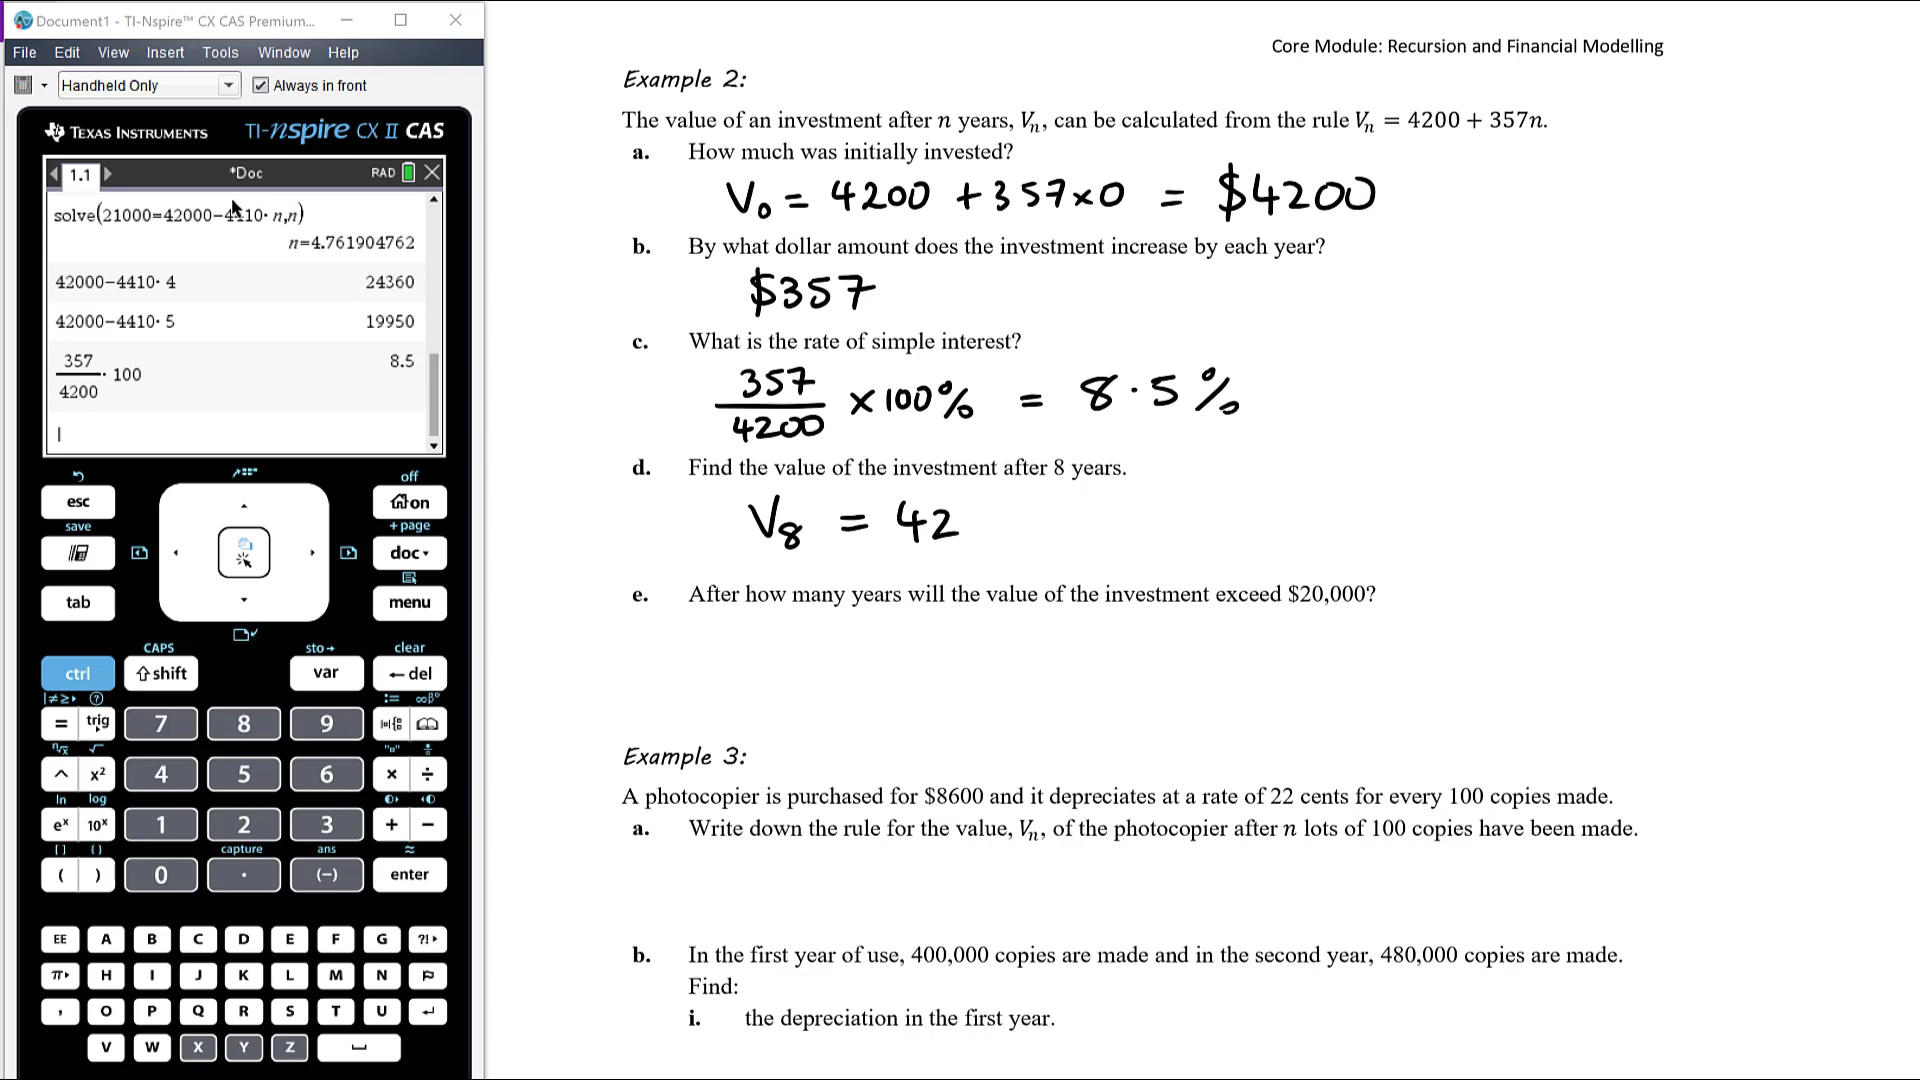 Document1 - TI-Nspire™ CX CAS Premium...
File Edit View Insert Tools Window Help
Handheld Only
Always in front
TEXAS INSTRUMENTS TI-nspire CX II CAS
1.1 *Doc RAD
solve(21000=42000-4410·n,n)
n=4.761904762
42000-4410·4 24360
42000-4410·5 19950
357/4200·100 8.5
off
esc on
save + page
doc
tab menu
CAPS sto→ clear
ctrl shift var ←del
|≠≥▸ ? := ∞β°
= trig 7 8 9
ⁿ√x √ "□" ÷
^ x² 4 5 6 × ÷
ln log
eˣ 10ˣ 1 2 3 + −
[ ] { } capture ans ≈
( ) 0 . (−) enter
EE A B C D E F G ?!▸
π▸ H I J K L M N
, O P Q R S T U
V W X Y Z
Core Module: Recursion and Financial Modelling
Example 2:
The value of an investment after n years, Vₙ, can be calculated from the rule Vₙ = 4200 + 357n.
a. How much was initially invested?
V₀ = 4200 + 357×0 = $4200
b. By what dollar amount does the investment increase by each year?
$357
c. What is the rate of simple interest?
357/4200 × 100% = 8.5%
d. Find the value of the investment after 8 years.
V₈ = 42
e. After how many years will the value of the investment exceed $20,000?
Example 3:
A photocopier is purchased for $8600 and it depreciates at a rate of 22 cents for every 100 copies made.
a. Write down the rule for the value, Vₙ, of the photocopier after n lots of 100 copies have been made.
b. In the first year of use, 400,000 copies are made and in the second year, 480,000 copies are made.
Find:
i. the depreciation in the first year.